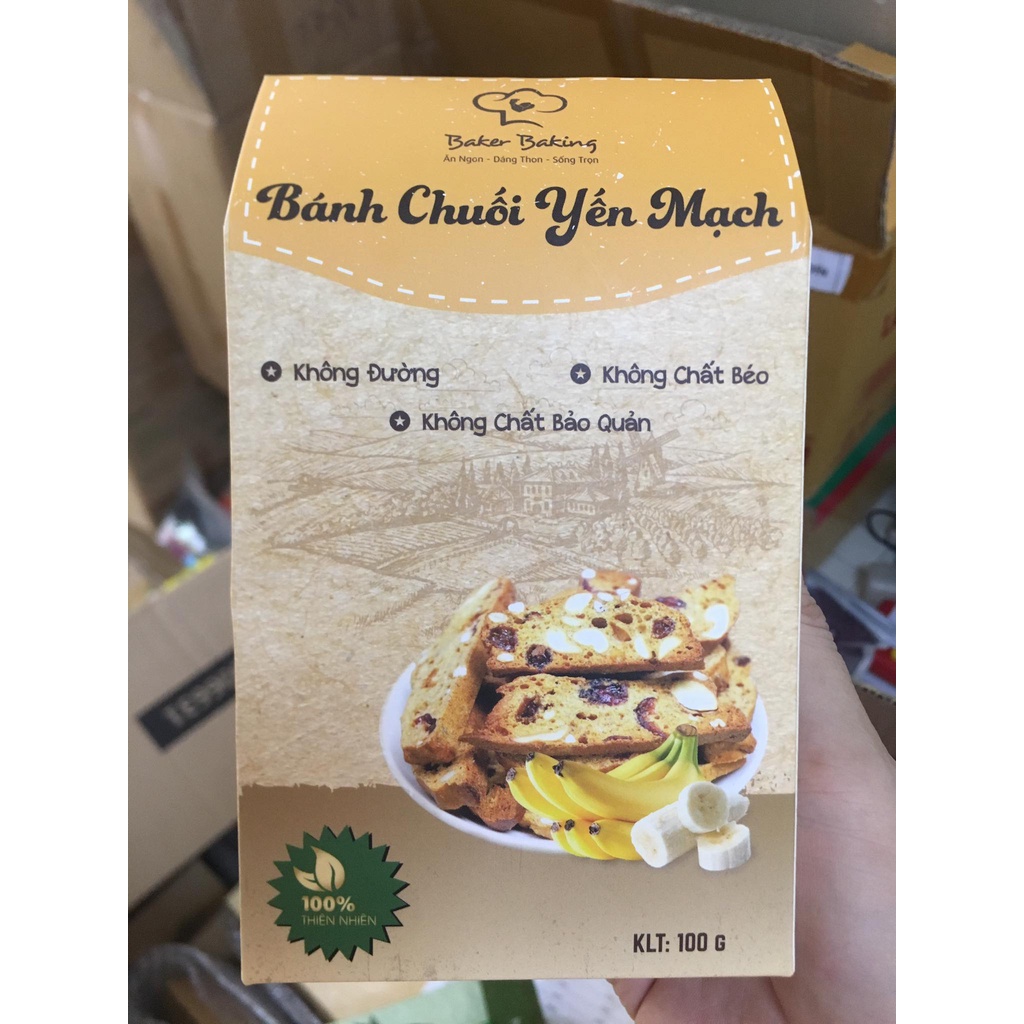 Baker Baking
Ăn Ngon - Dáng Thon - Sống Trọn
Bánh Chuối Yến Mạch
Không Đường
Không Chất Béo
Không Chất Bảo Quản
100%
THIÊN NHIÊN
KLT: 100 G